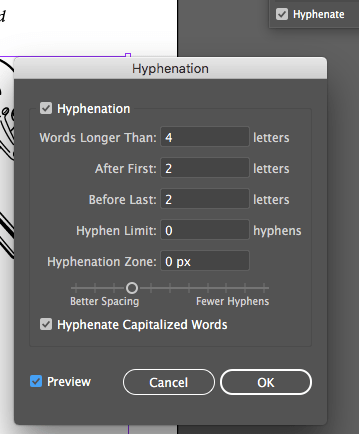 d
Hyphenate
Hyphenation
Hyphenation
Words Longer Than: 4 letters
After First: 2 letters
Before Last: 2 letters
Hyphen Limit: 0 hyphens
Hyphenation Zone: 0 px
Better Spacing Fewer Hyphens
Hyphenate Capitalized Words
Preview Cancel OK